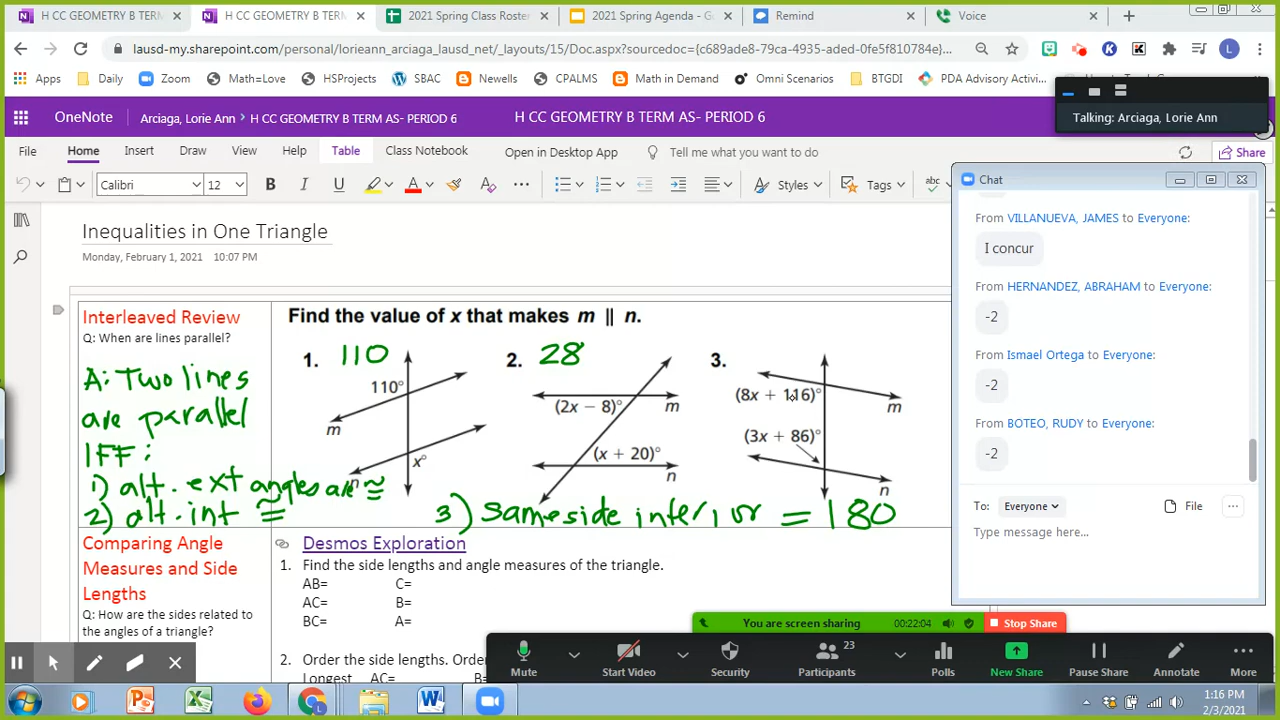 H CC GEOMETRY B TERM AS-
H CC GEOMETRY B TERM AS-
2021 Spring Class Roster
2021 Spring Agenda - Go
Remind
Voice
lausd-my.sharepoint.com/personal/lorieann_arciaga_lausd_net/_layouts/15/Doc.aspx?sourcedoc={c689ade8-79ca-4935-aded-0fe5f810784e}...
Apps Daily Zoom Math=Love HSProjects SBAC Newells CPALMS Math in Demand Omni Scenarios BTGDI PDA Advisory Activi...
Talking: Arciaga, Lorie Ann
OneNote Arciaga, Lorie Ann > H CC GEOMETRY B TERM AS- PERIOD 6
H CC GEOMETRY B TERM AS- PERIOD 6
File Home Insert Draw View Help Table Class Notebook Open in Desktop App Tell me what you want to do Share
Calibri 12 B I U A Styles Tags abc
Inequalities in One Triangle
Monday, February 1, 2021 10:07 PM
Interleaved Review
Q: When are lines parallel?
A: Two lines
are parallel
IFF:
1) alt. ext angles are ≅
2) alt. int ≅
3) same side interior = 180
Find the value of x that makes m || n.
1. 110
110°
m
x°
n
2. 28
(2x − 8)°
m
(x + 20)°
n
3.
(8x + 116)°
m
(3x + 86)°
n
Comparing Angle
Measures and Side
Lengths
Q: How are the sides related to
the angles of a triangle?
Desmos Exploration
1. Find the side lengths and angle measures of the triangle.
AB= C=
AC= B=
BC= A=
2. Order the side lengths. Orde
Longest AC= B=
Chat
From VILLANUEVA, JAMES to Everyone:
I concur
From HERNANDEZ, ABRAHAM to Everyone:
-2
From Ismael Ortega to Everyone:
-2
From BOTEO, RUDY to Everyone:
-2
To: Everyone File
Type message here...
You are screen sharing 00:22:04 Stop Share
Mute Start Video Security Participants 23 Polls New Share Pause Share Annotate More
1:16 PM
2/3/2021